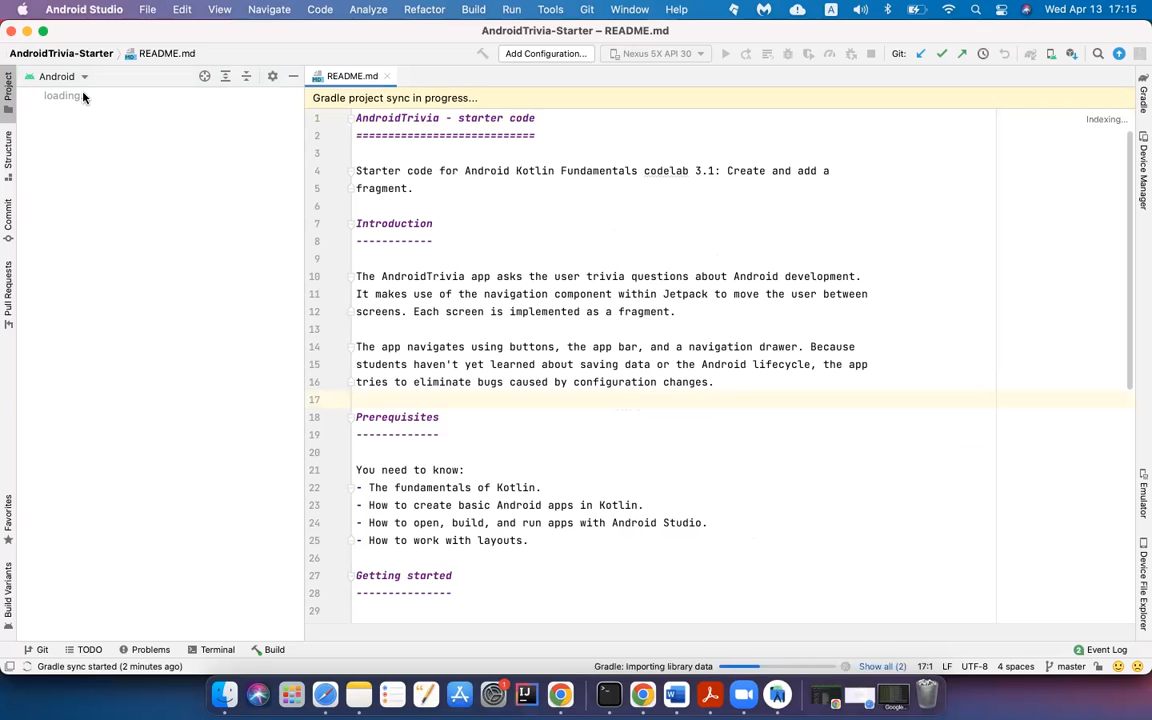 Android Studio File Edit View Navigate Code Analyze Refactor Build Run Tools Git Window Help A Wed Apr 13 17:15
AndroidTrivia-Starter – README.md
AndroidTrivia-Starter README.md Add Configuration... Nexus 5X API 30 Git:
Android README.md
Project
Structure
Commit
Pull Requests
Favorites
Build Variants
loading...
Gradle project sync in progress...
Indexing...
1 AndroidTrivia - starter code
2 ============================
3
4 Starter code for Android Kotlin Fundamentals codelab 3.1: Create and add a
5 fragment.
6
7 Introduction
8 ------------
9
10 The AndroidTrivia app asks the user trivia questions about Android development.
11 It makes use of the navigation component within Jetpack to move the user between
12 screens. Each screen is implemented as a fragment.
13
14 The app navigates using buttons, the app bar, and a navigation drawer. Because
15 students haven't yet learned about saving data or the Android lifecycle, the app
16 tries to eliminate bugs caused by configuration changes.
17
18 Prerequisites
19 -------------
20
21 You need to know:
22 - The fundamentals of Kotlin.
23 - How to create basic Android apps in Kotlin.
24 - How to open, build, and run apps with Android Studio.
25 - How to work with layouts.
26
27 Getting started
28 ---------------
29
Gradle
Device Manager
Emulator
Device File Explorer
Git TODO Problems Terminal Build 2 Event Log
Gradle sync started (2 minutes ago) Gradle: Importing library data Show all (2) 17:1 LF UTF-8 4 spaces master